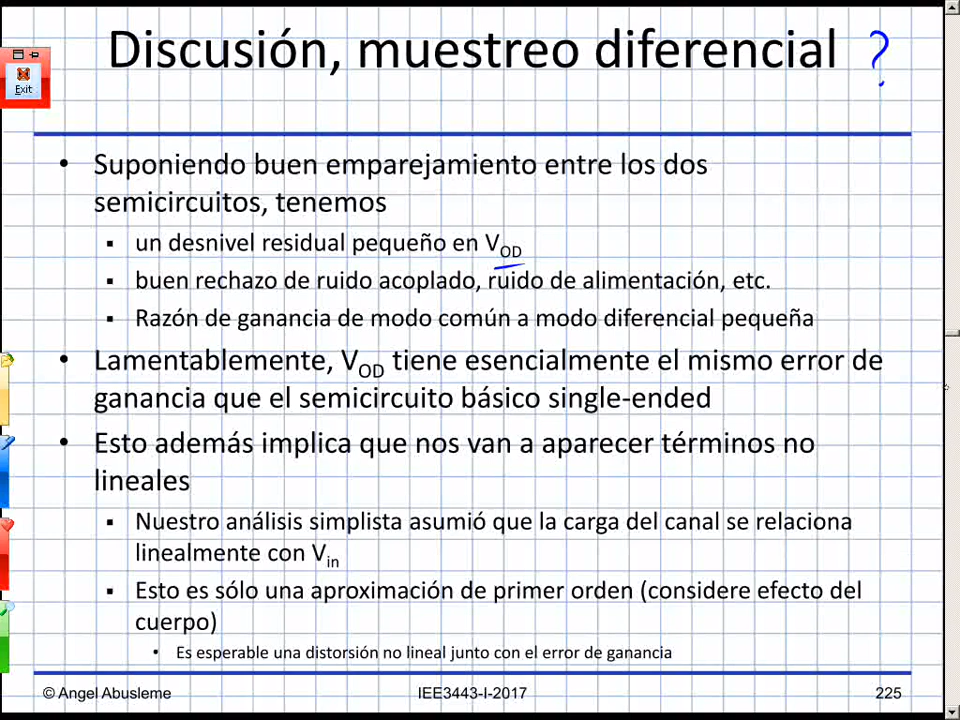 Discusión, muestreo diferencial ?
Exit
• Suponiendo buen emparejamiento entre los dos
semicircuitos, tenemos
▪ un desnivel residual pequeño en VOD
▪ buen rechazo de ruido acoplado, ruido de alimentación, etc.
▪ Razón de ganancia de modo común a modo diferencial pequeña
• Lamentablemente, VOD tiene esencialmente el mismo error de
ganancia que el semicircuito básico single-ended
• Esto además implica que nos van a aparecer términos no
lineales
▪ Nuestro análisis simplista asumió que la carga del canal se relaciona
linealmente con Vin
▪ Esto es sólo una aproximación de primer orden (considere efecto del
cuerpo)
• Es esperable una distorsión no lineal junto con el error de ganancia
© Angel Abusleme IEE3443-I-2017 225